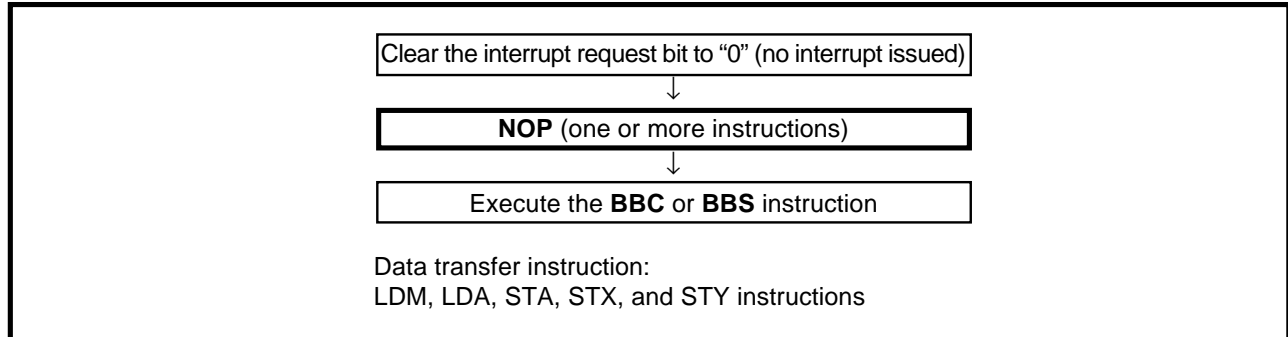 Clear the interrupt request bit to “0” (no interrupt issued)
↓
NOP (one or more instructions)
↓
Execute the BBC or BBS instruction
Data transfer instruction:
LDM, LDA, STA, STX, and STY instructions